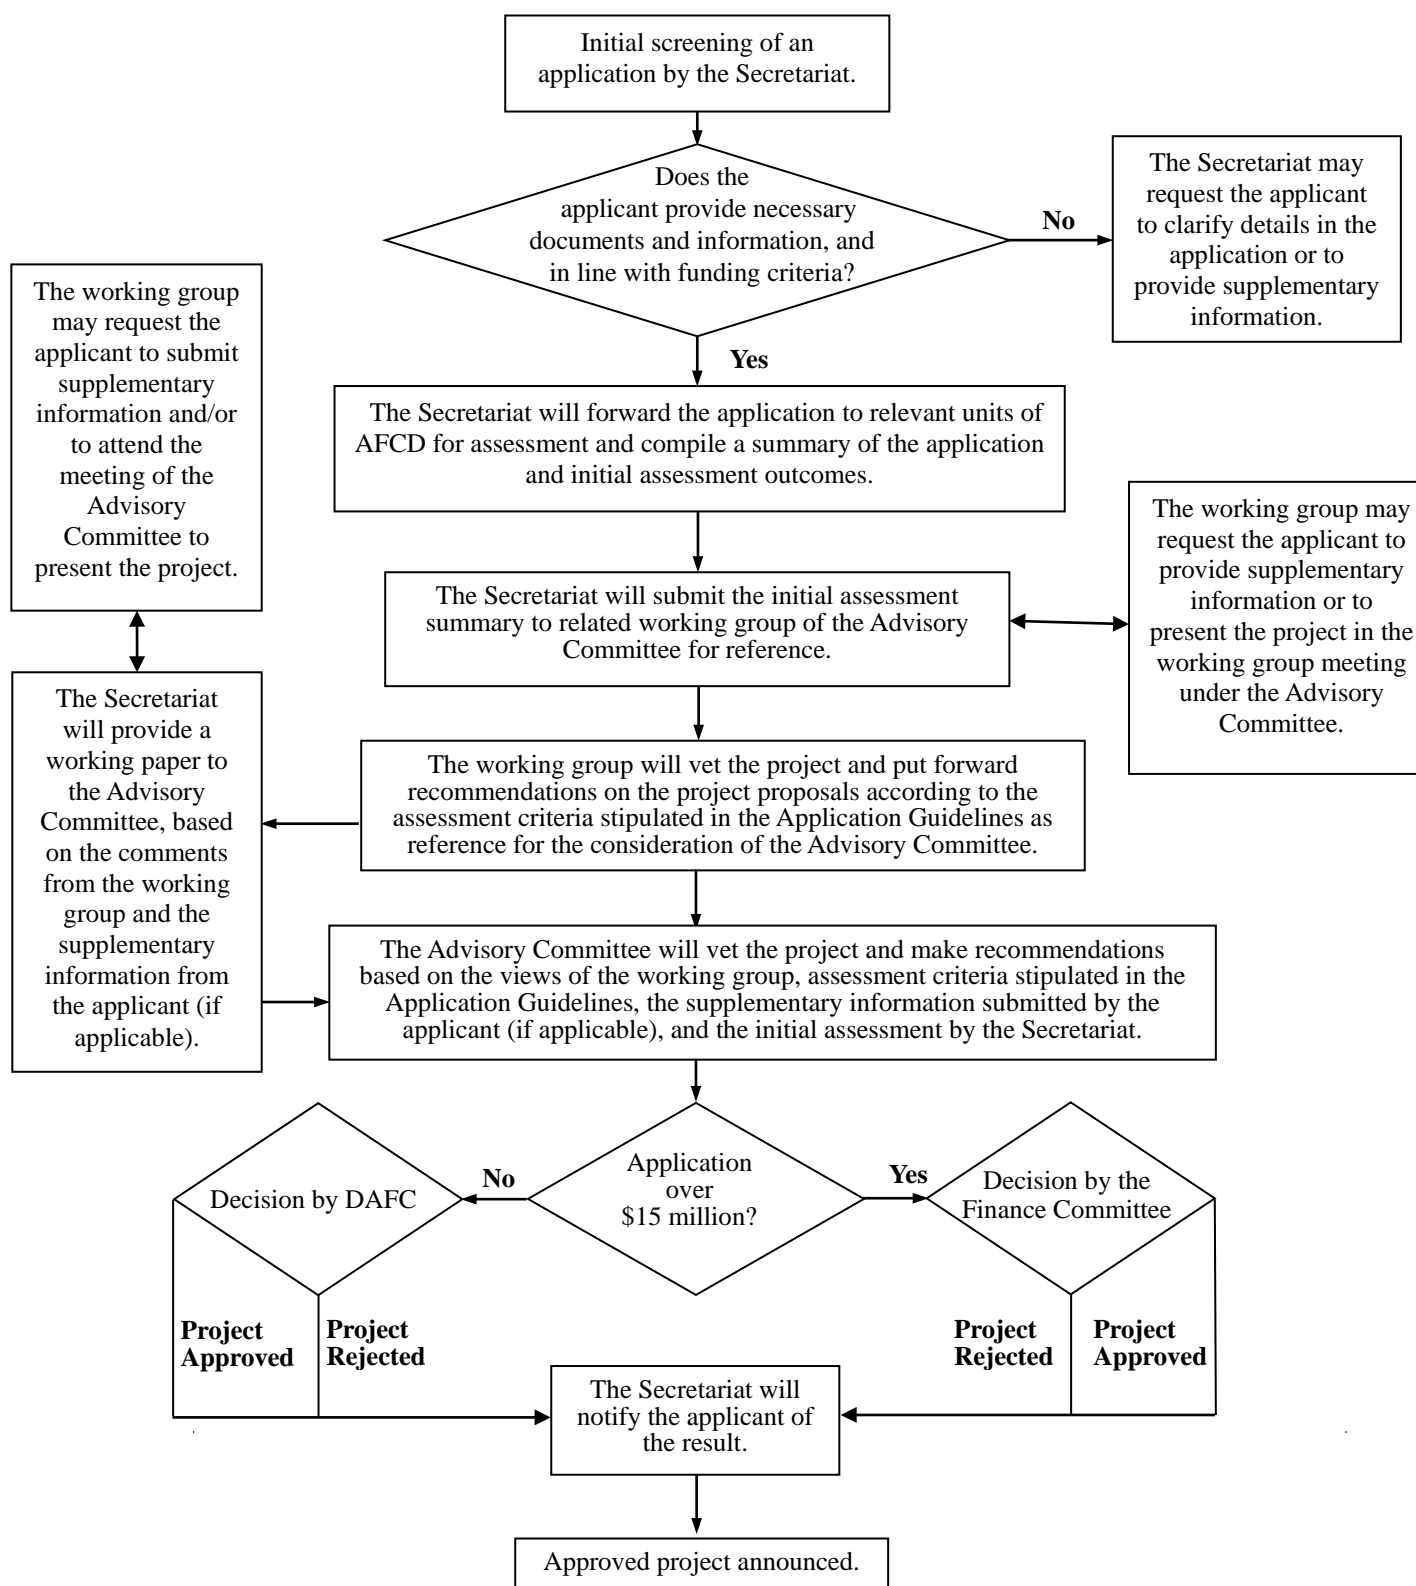 Initial screening of an
application by the Secretariat.
Does the
applicant provide necessary
documents and information, and
in line with funding criteria?
No
The Secretariat may
request the applicant
to clarify details in the
application or to
provide supplementary
information.
Yes
The Secretariat will forward the application to relevant units of
AFCD for assessment and compile a summary of the application
and initial assessment outcomes.
The Secretariat will submit the initial assessment
summary to related working group of the Advisory
Committee for reference.
The working group may
request the applicant to
provide supplementary
information or to
present the project in the
working group meeting
under the Advisory
Committee.
The working group will vet the project and put forward
recommendations on the project proposals according to the
assessment criteria stipulated in the Application Guidelines as
reference for the consideration of the Advisory Committee.
The working group
may request the
applicant to submit
supplementary
information and/or
to attend the
meeting of the
Advisory
Committee to
present the project.
The Secretariat
will provide a
working paper to
the Advisory
Committee, based
on the comments
from the working
group and the
supplementary
information from
the applicant (if
applicable).
The Advisory Committee will vet the project and make recommendations
based on the views of the working group, assessment criteria stipulated in the
Application Guidelines, the supplementary information submitted by the
applicant (if applicable), and the initial assessment by the Secretariat.
Application
over
$15 million?
No
Decision by DAFC
Yes
Decision by the
Finance Committee
Project
Approved
Project
Rejected
Project
Rejected
Project
Approved
The Secretariat will
notify the applicant of
the result.
Approved project announced.